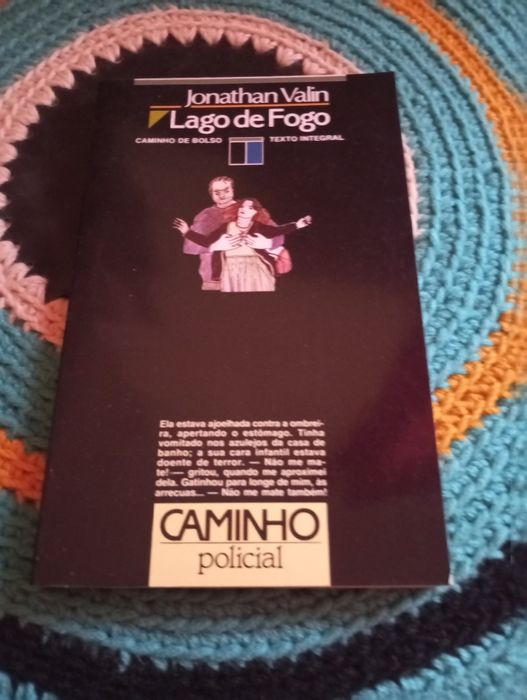 Jonathan Valin
Lago de Fogo
CAMINHO DE BOLSO TEXTO INTEGRAL
Ela estava ajoelhada contra a ombrei-
ra, apertando o estômago. Tinha
vomitado nos azulejos da casa de
banho; a sua cara infantil estava
doente de terror. — Não me ma-
te! — gritou, quando me aproximei
dela. Gatinhou para longe de mim, às
arrecuas... — Não me mate também!
CAMINHO
policial